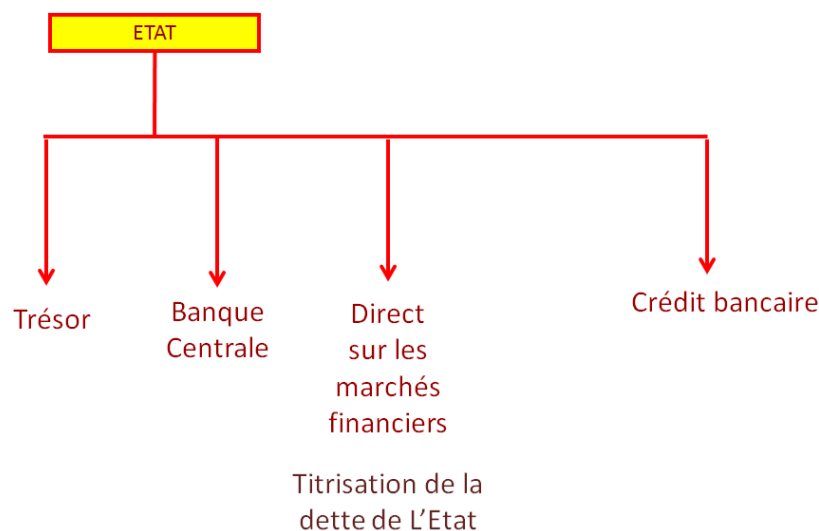 ETAT
Trésor
Banque
Centrale
Direct
sur les
marchés
financiers
Titrisation de la
dette de L’Etat
Crédit bancaire